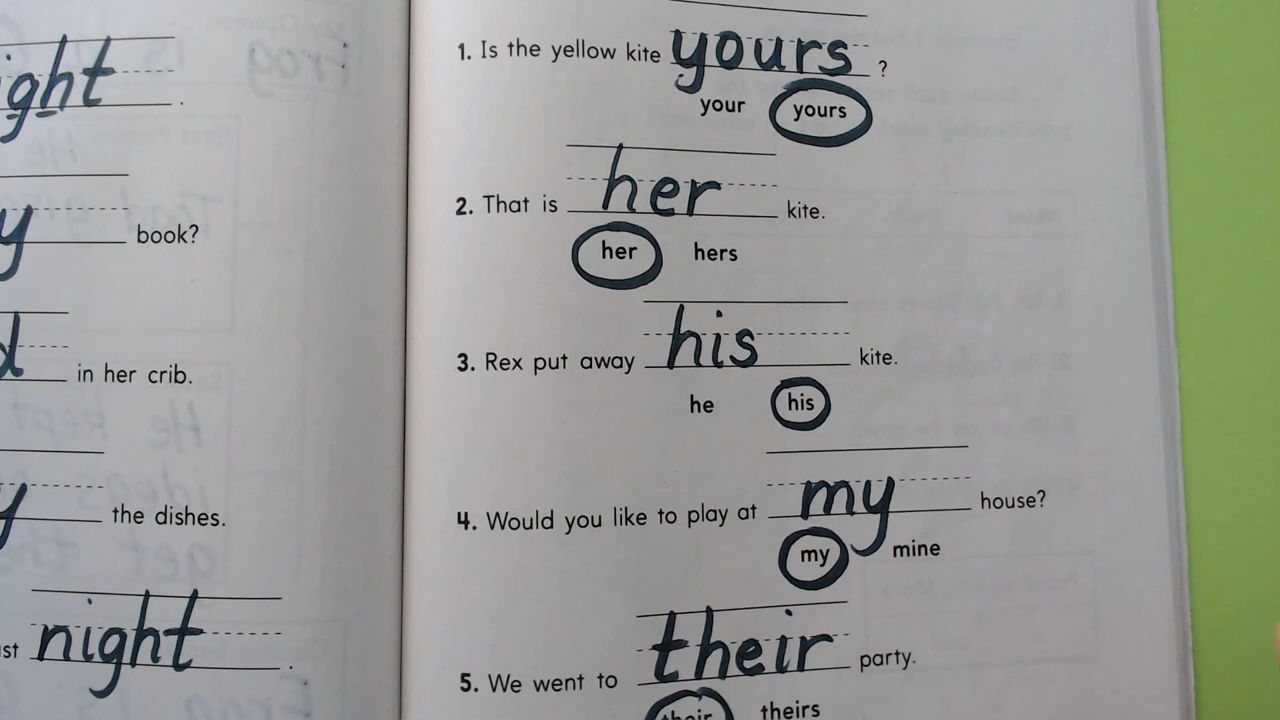 ight.
book?
in her crib.
the dishes.
night.
1. Is the yellow kite yours?
your yours
2. That is her kite.
her hers
3. Rex put away his kite.
he his
4. Would you like to play at my house?
my mine
5. We went to their party.
their theirs